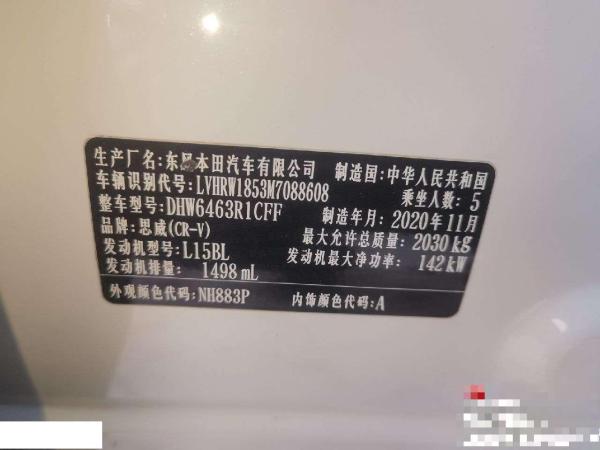 生产厂名:东风本田汽车有限公司 制造国:中华人民共和国
车辆识别代号:LVHRW1853M7088608 乘坐人数:5
整车型号:DHW6463R1CFF 制造年月:2020年11月
品牌:思威(CR-V) 最大允许总质量:2030kg
发动机型号:L15BL 发动机最大净功率:142kW
发动机排量:1498mL
外观颜色代码:NH883P 内饰颜色代码:A